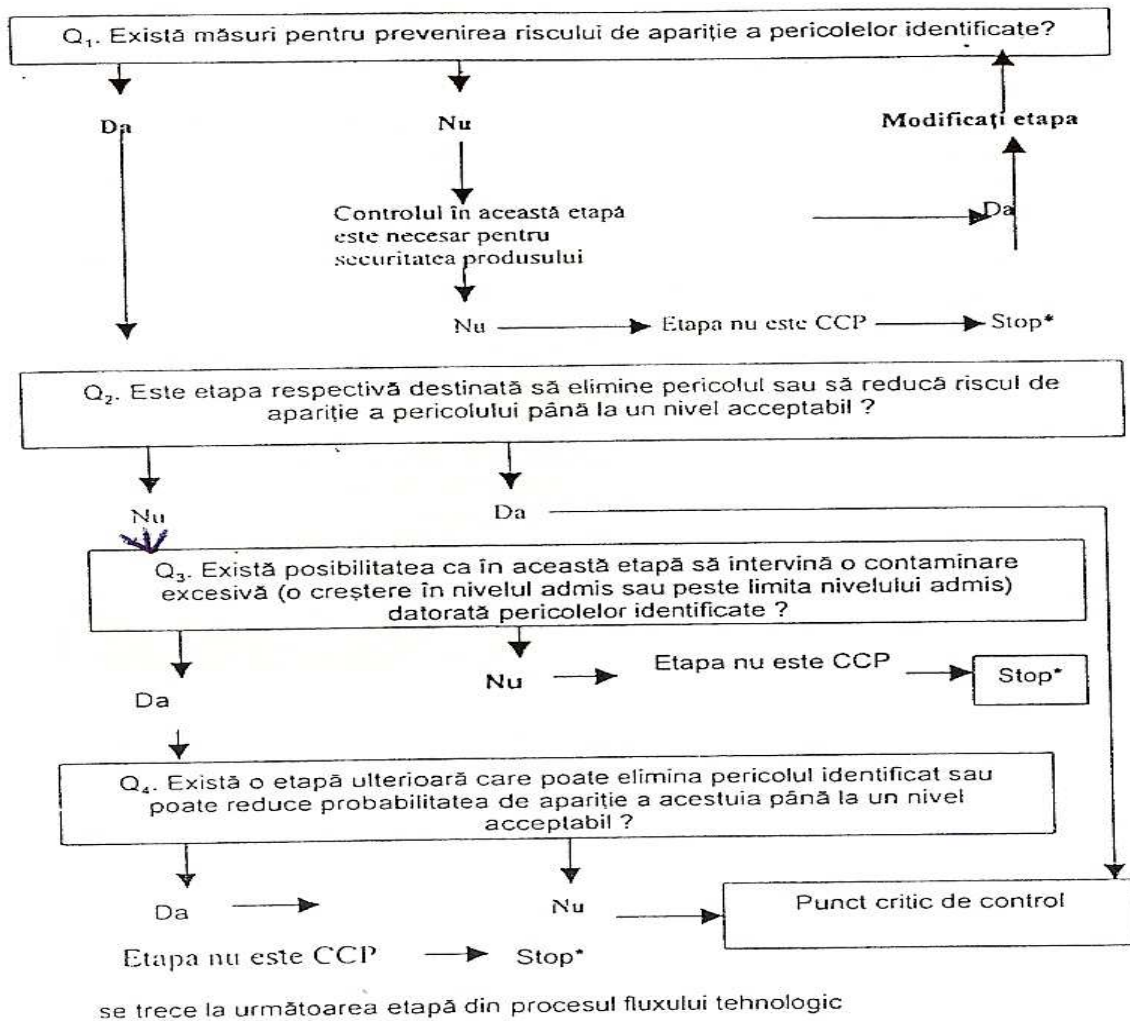 Q₁. Există măsuri pentru prevenirea riscului de apariție a pericolelor identificate?
Da
Nu
Modificați etapa
Controlul în această etapă
este necesar pentru
securitatea produsului
Da
Nu
Etapa nu este CCP
Stop*
Q₂. Este etapa respectivă destinată să elimine pericolul sau să reducă riscul de
apariție a pericolului până la un nivel acceptabil ?
Nu
Da
Q₃. Există posibilitatea ca în această etapă să intervină o contaminare
excesivă (o creștere în nivelul admis sau peste limita nivelului admis)
datorată pericolelor identificate ?
Da
Nu
Etapa nu este CCP
Stop*
Q₄. Există o etapă ulterioară care poate elimina pericolul identificat sau
poate reduce probabilitatea de apariție a acestuia până la un nivel
acceptabil ?
Da
Nu
Punct critic de control
Etapa nu este CCP
Stop*
se trece la următoarea etapă din procesul fluxului tehnologic